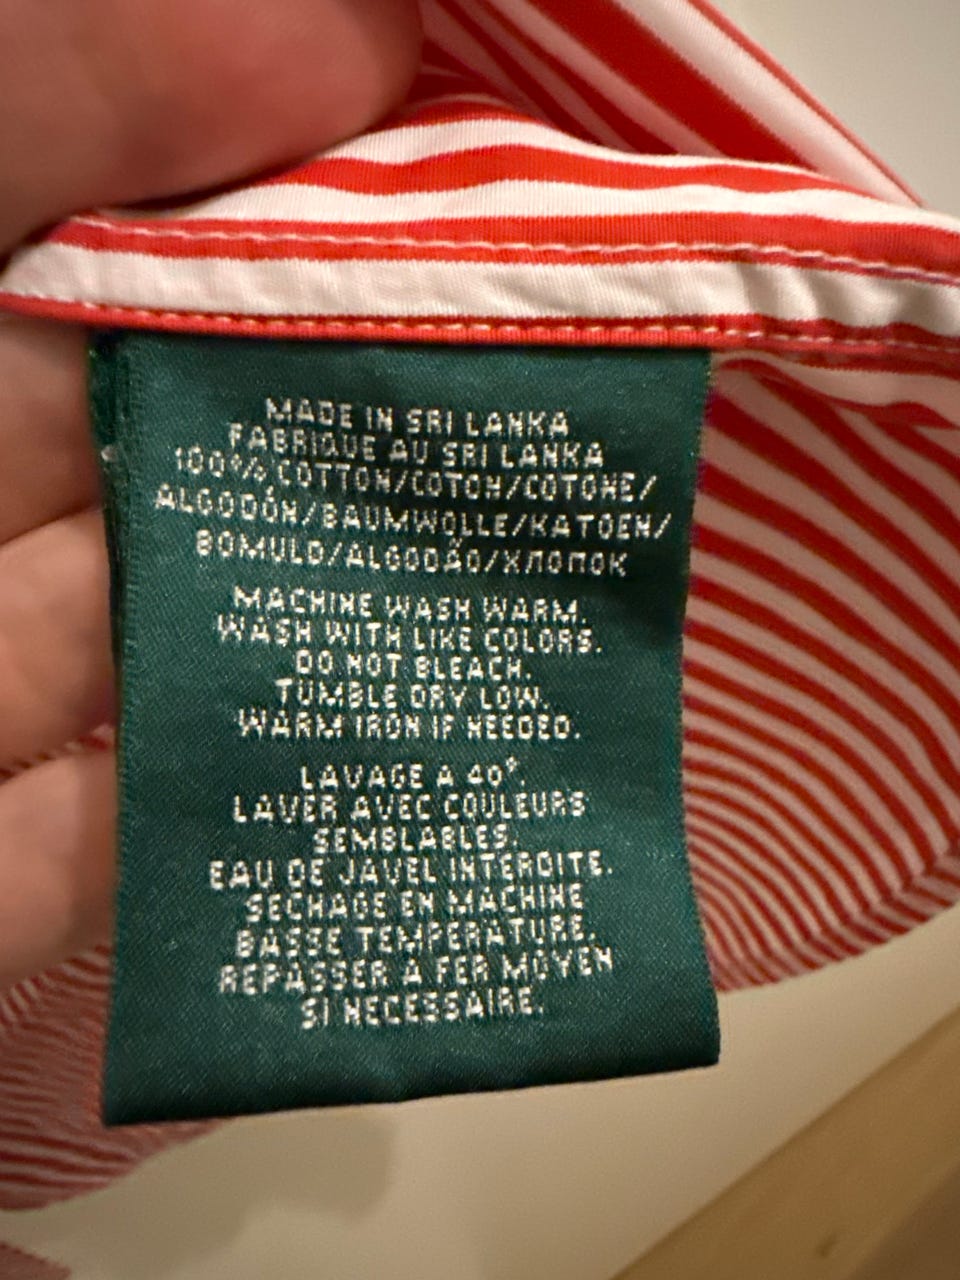 MADE IN SRI LANKA
FABRIQUE AU SRI LANKA
100% COTTON/COTON/COTONE/
ALGODÓN/BAUMWOLLE/KATOEN/
BOMULD/ALGODÃO/ХЛОПОК
MACHINE WASH WARM.
WASH WITH LIKE COLORS.
DO NOT BLEACH.
TUMBLE DRY LOW.
WARM IRON IF NEEDED.
LAVAGE A 40°.
LAVER AVEC COULEURS
SEMBLABLES.
EAU DE JAVEL INTERDITE.
SECHAGE EN MACHINE
BASSE TEMPERATURE.
REPASSER A FER MOYEN
SI NECESSAIRE.